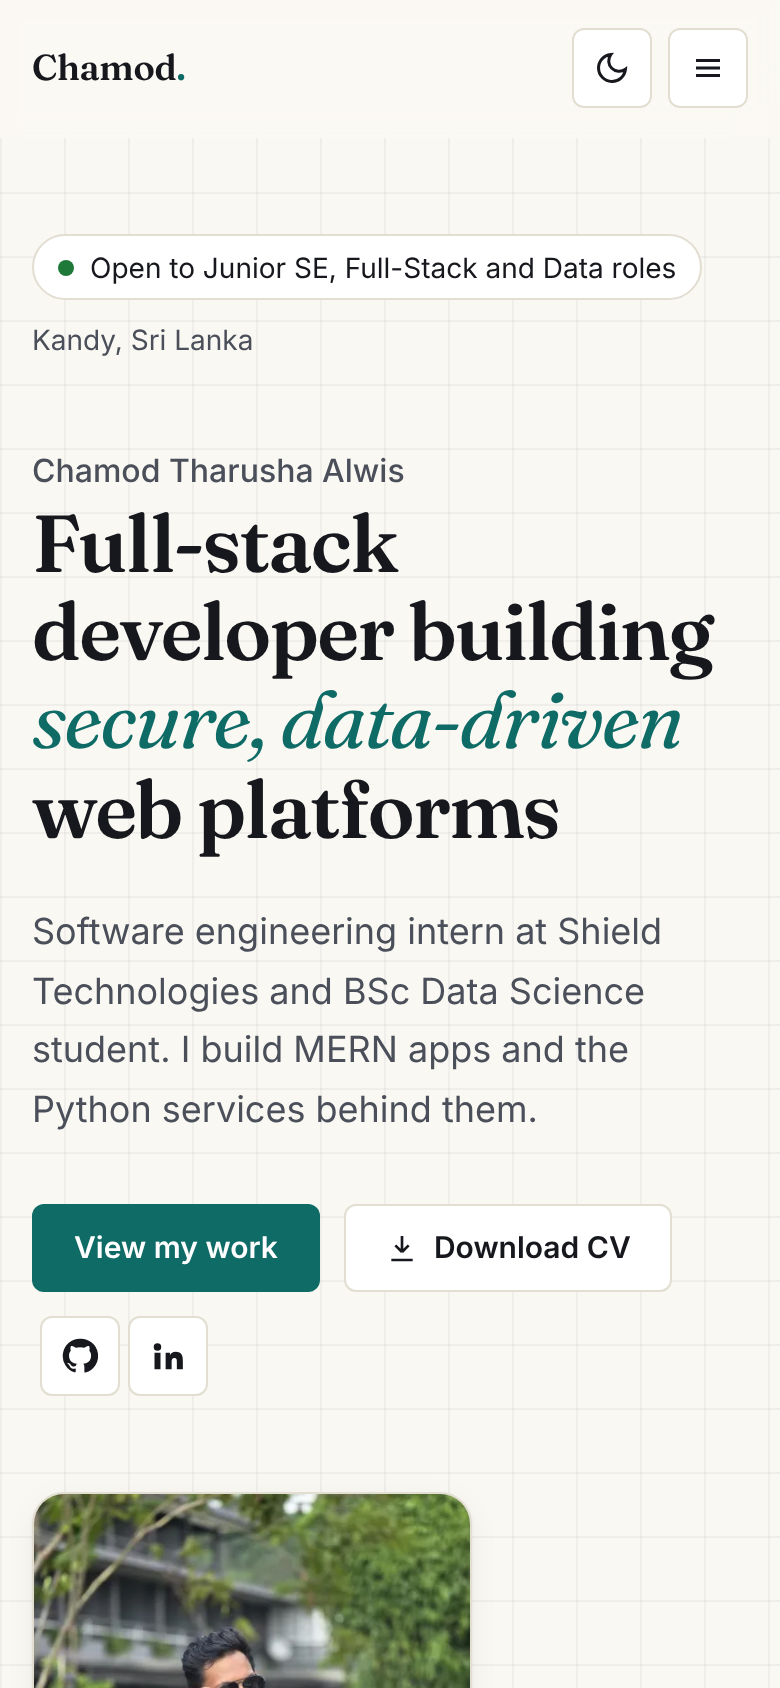 Chamod.
Open to Junior SE, Full-Stack and Data roles
Kandy, Sri Lanka
Chamod Tharusha Alwis
Full-stack
developer building
secure, data-driven
web platforms
Software engineering intern at Shield
Technologies and BSc Data Science
student. I build MERN apps and the
Python services behind them.
View my work
Download CV
in